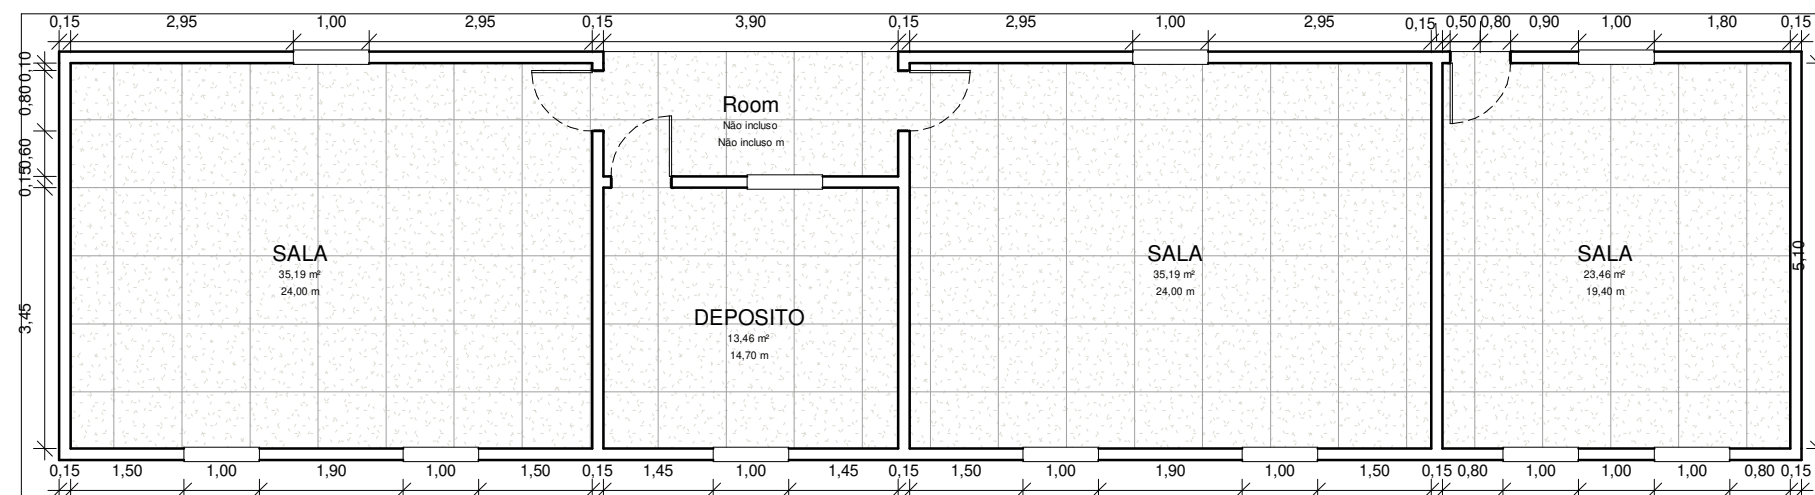 0,15 2,95 1,00 2,95 0,15 3,90 0,15 2,95 1,00 2,95 0,15 0,50 0,80 0,90 1,00 1,80 0,15
0,10
0,80
0,60
0,15
3,45
Room
Não incluso
Não incluso m
SALA
35,19 m²
24,00 m
DEPOSITO
13,46 m²
14,70 m
SALA
35,19 m²
24,00 m
SALA
23,46 m²
19,40 m
5,10
0,15 1,50 1,00 1,90 1,00 1,50 0,15 1,45 1,00 1,45 0,15 1,50 1,00 1,90 1,00 1,50 0,15 0,80 1,00 1,00 1,00 0,80 0,15